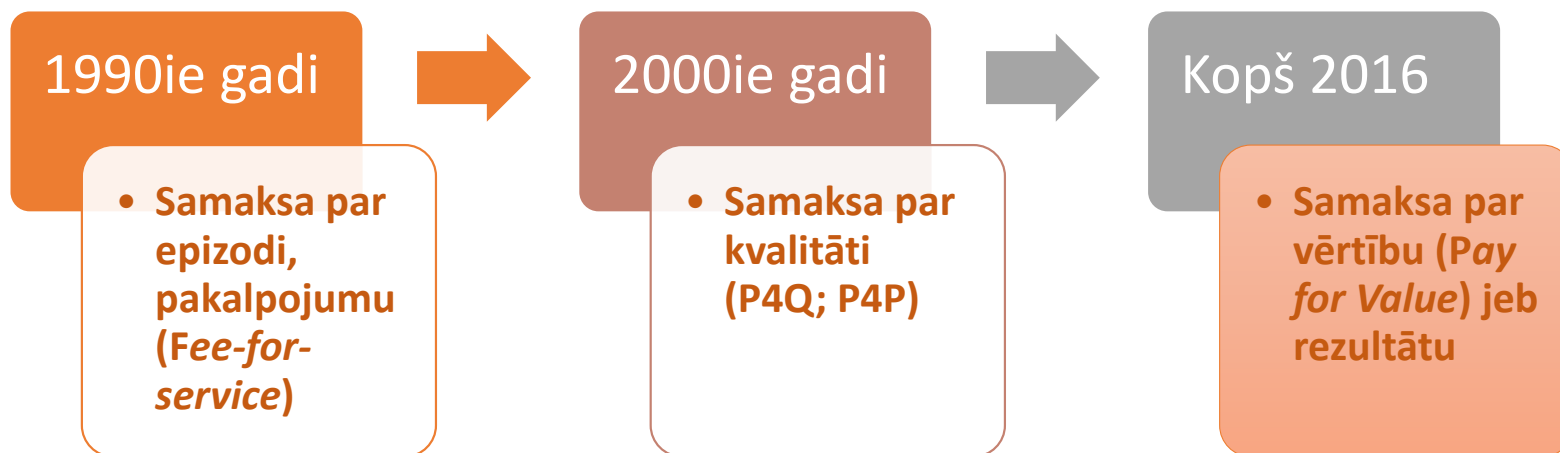 1990ie gadi
• Samaksa par
epizodi,
pakalpojumu
(Fee-for-
service)
2000ie gadi
• Samaksa par
kvalitāti
(P4Q; P4P)
Kopš 2016
• Samaksa par
vērtību (Pay
for Value) jeb
rezultātu